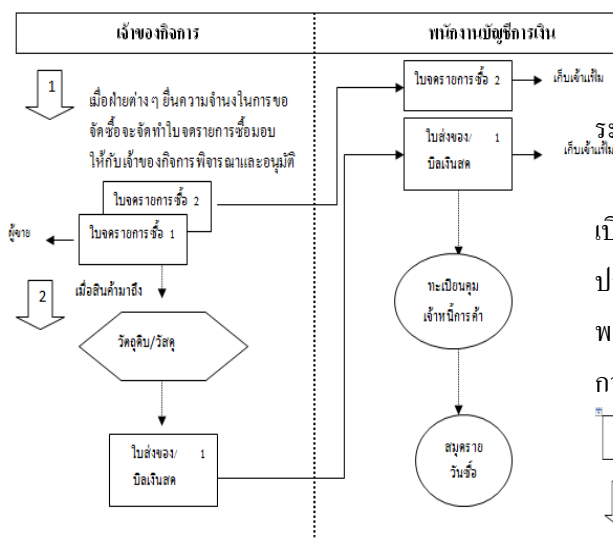 เจ้าของกิจการ
พนักงานบัญชีการเงิน
1
เมื่อฝ่ายต่าง ๆ ยื่นความจำนงในการขอ
จัดซื้อจะจัดทำใบจดรายการซื้อมอบ
ให้กับเจ้าของกิจการพิจารณาและอนุมัติ
ใบจดรายการซื้อ 2
ใบจดรายการซื้อ 1
ผู้ขาย
2
เมื่อสินค้ามาถึง
วัตถุดิบ/วัสดุ
ใบส่งของ/ 1
บิลเงินสด
ใบจดรายการซื้อ 2
เก็บเข้าแฟ้ม
ใบส่งของ/ 1
บิลเงินสด
เก็บเข้าแฟ้ม
ทะเบียนคุม
เจ้าหนี้การค้า
สมุดราย
วันซื้อ